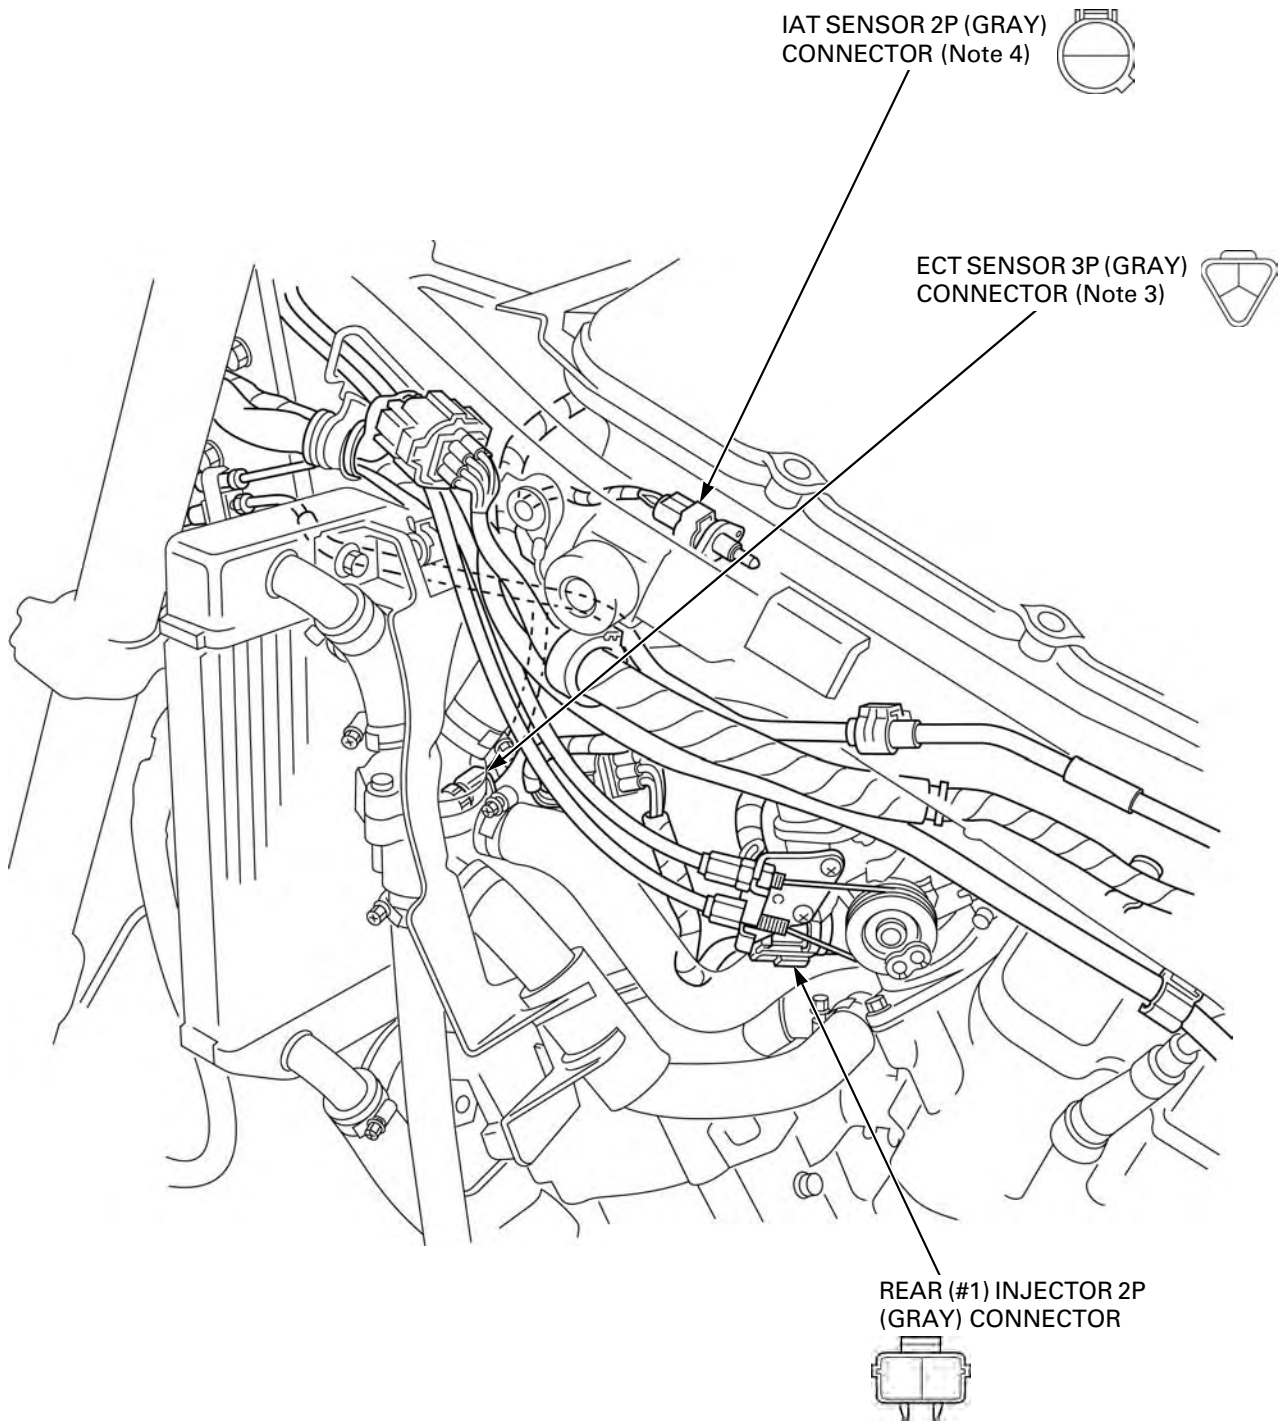 IAT SENSOR 2P (GRAY)
CONNECTOR (Note 4)
ECT SENSOR 3P (GRAY)
CONNECTOR (Note 3)
REAR (#1) INJECTOR 2P
(GRAY) CONNECTOR